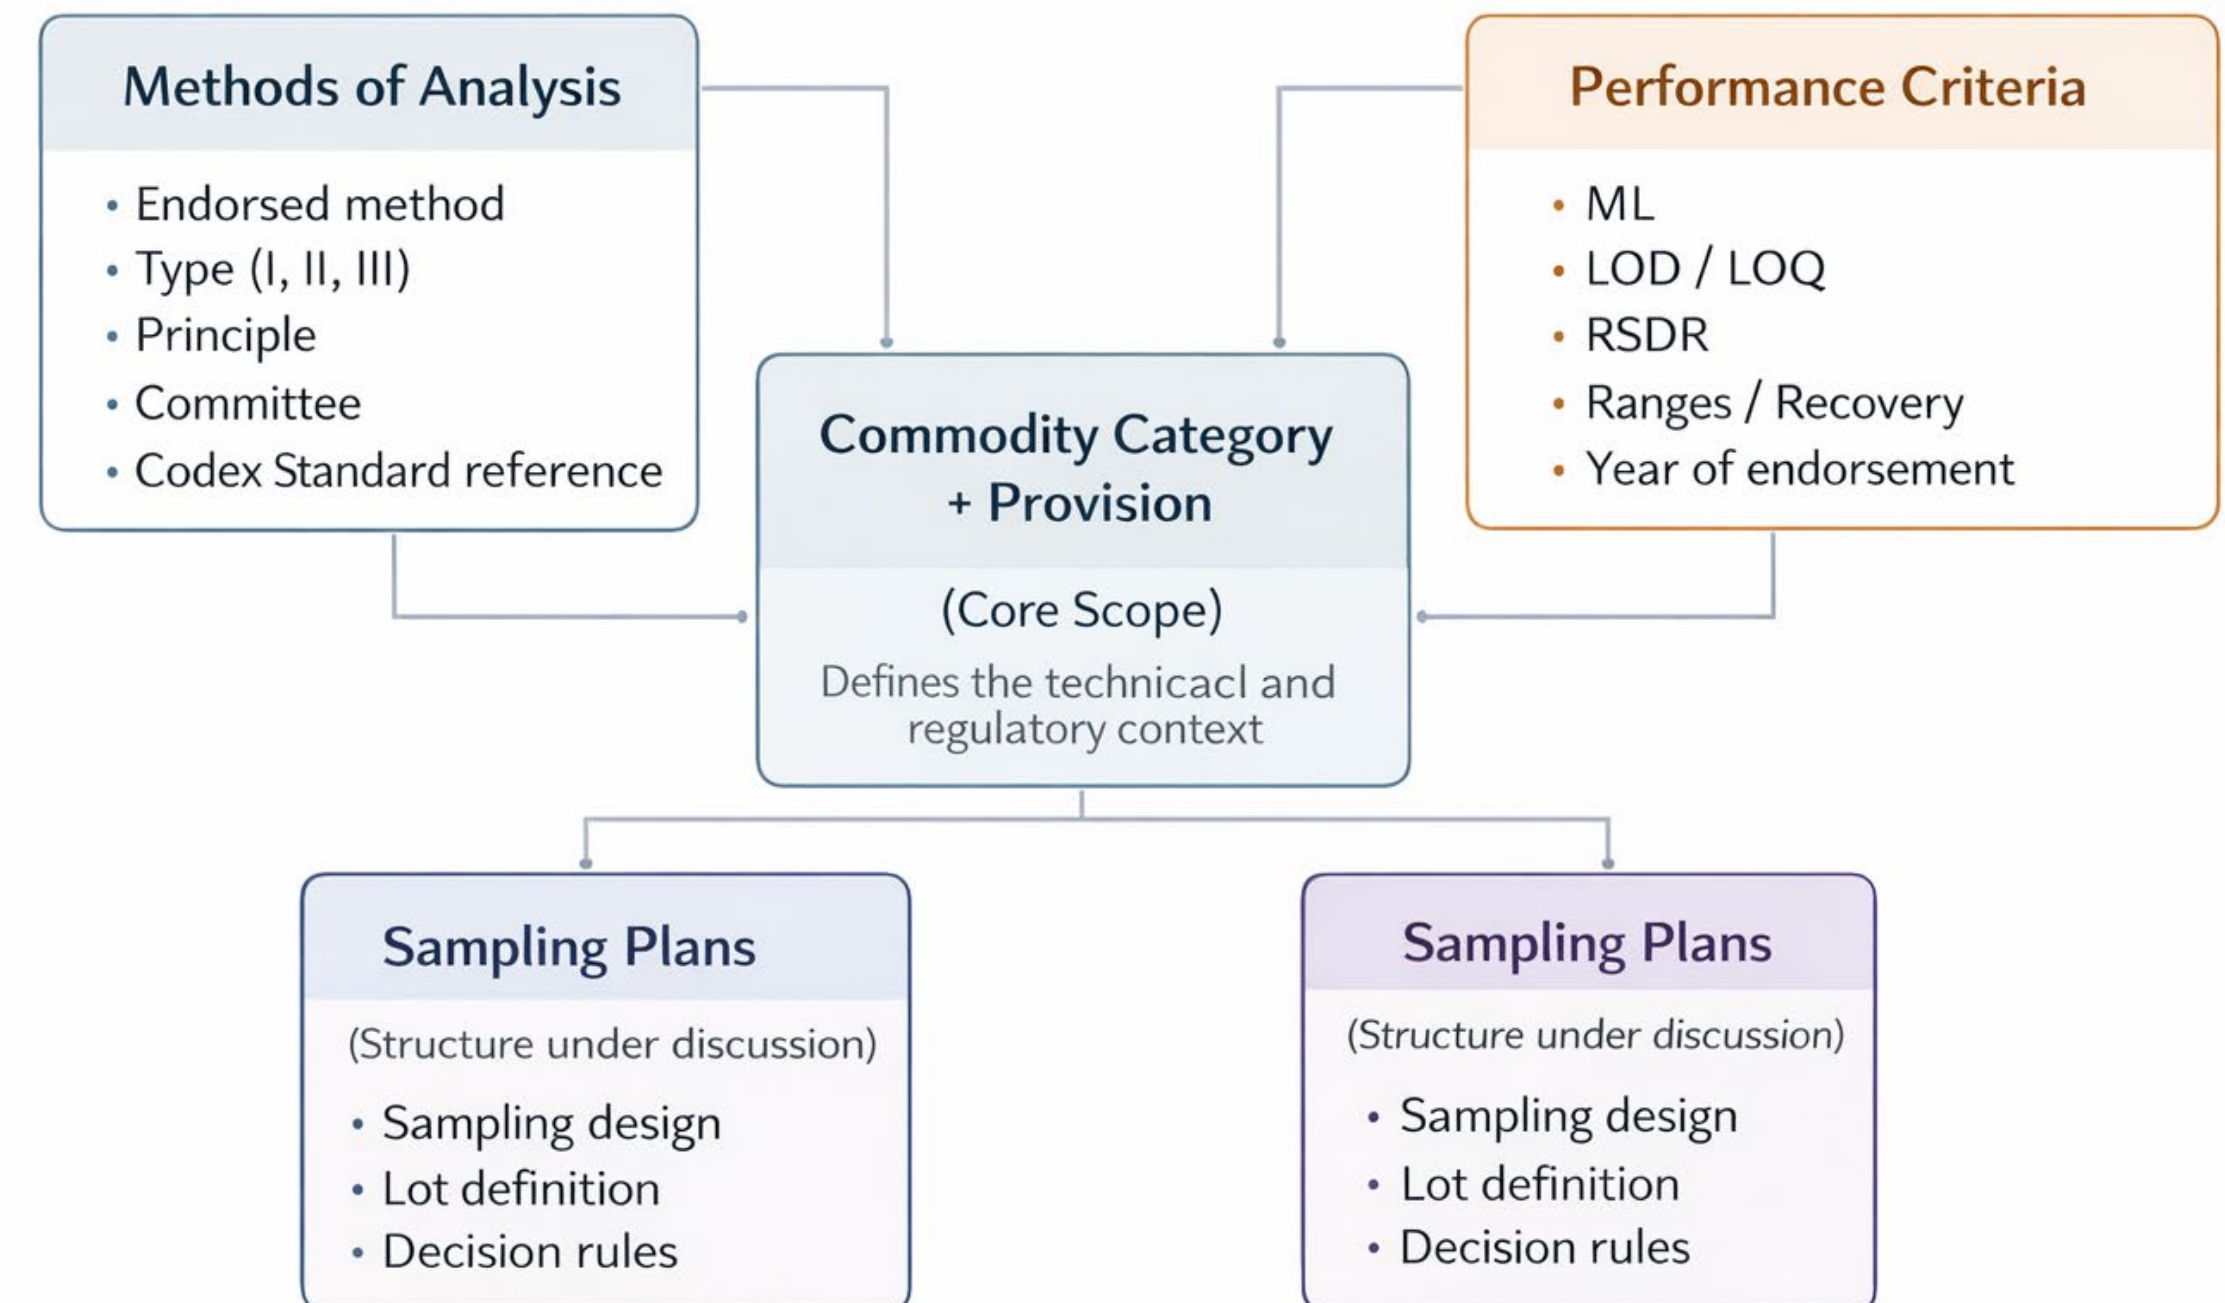 Methods of Analysis
• Endorsed method
• Type (I, II, III)
• Principle
• Committee
• Codex Standard reference
Performance Criteria
• ML
• LOD / LOQ
• RSDR
• Ranges / Recovery
• Year of endorsement
Commodity Category
+ Provision
(Core Scope)
Defines the technicacl and
regulatory context
Sampling Plans
(Structure under discussion)
• Sampling design
• Lot definition
• Decision rules
Sampling Plans
(Structure under discussion)
• Sampling design
• Lot definition
• Decision rules